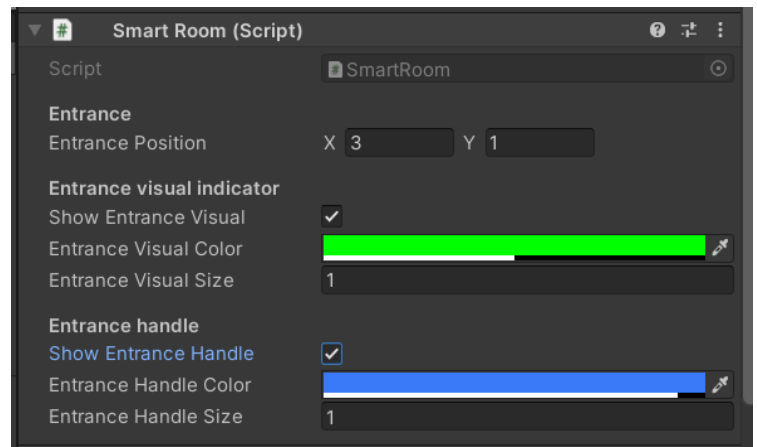 # Smart Room (Script)
Script # SmartRoom
Entrance
Entrance Position X 3 Y 1
Entrance visual indicator
Show Entrance Visual
Entrance Visual Color
Entrance Visual Size 1
Entrance handle
Show Entrance Handle
Entrance Handle Color
Entrance Handle Size 1